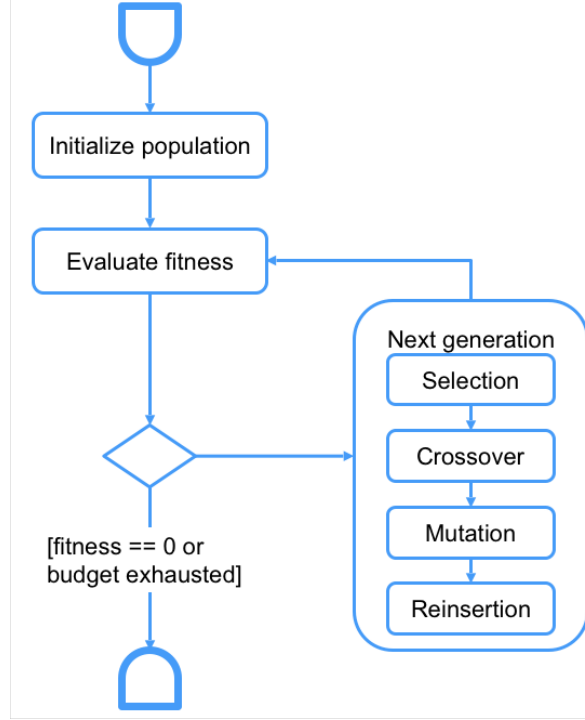 Initialize population
Evaluate fitness
Next generation
Selection
Crossover
Mutation
Reinsertion
[fitness == 0 or
budget exhausted]